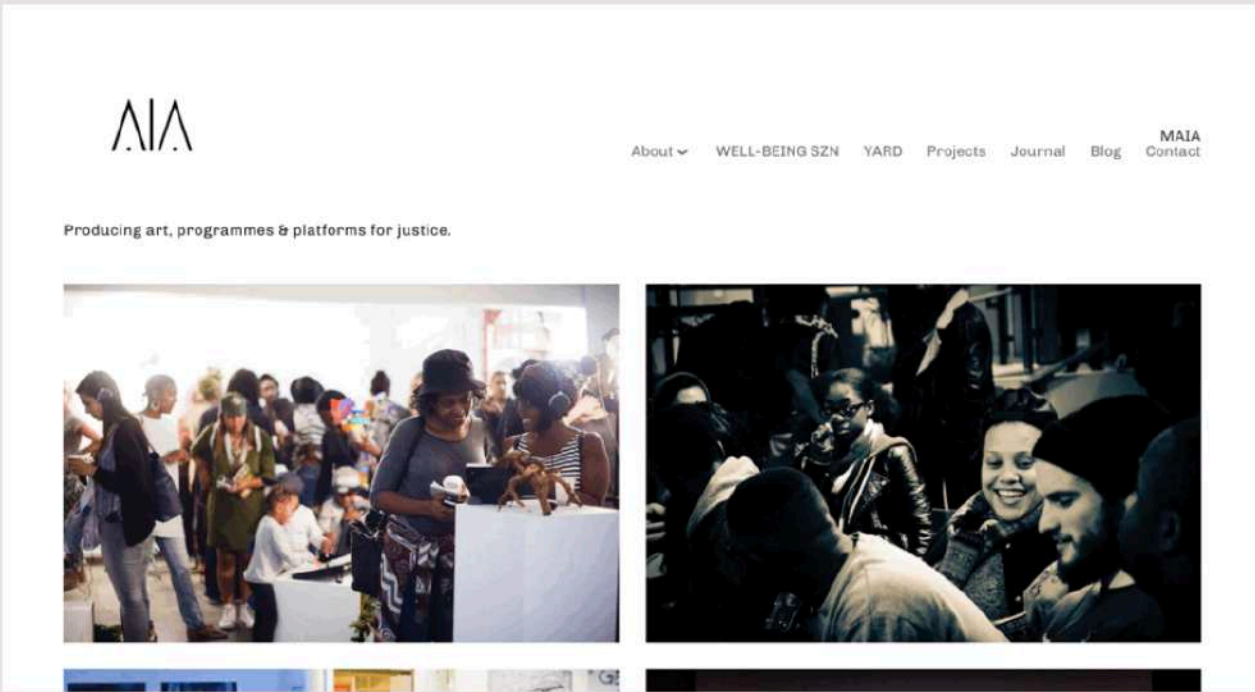 AIA
MAIA
About WELL-BEING SZN YARD Projects Journal Blog Contact
Producing art, programmes & platforms for justice.